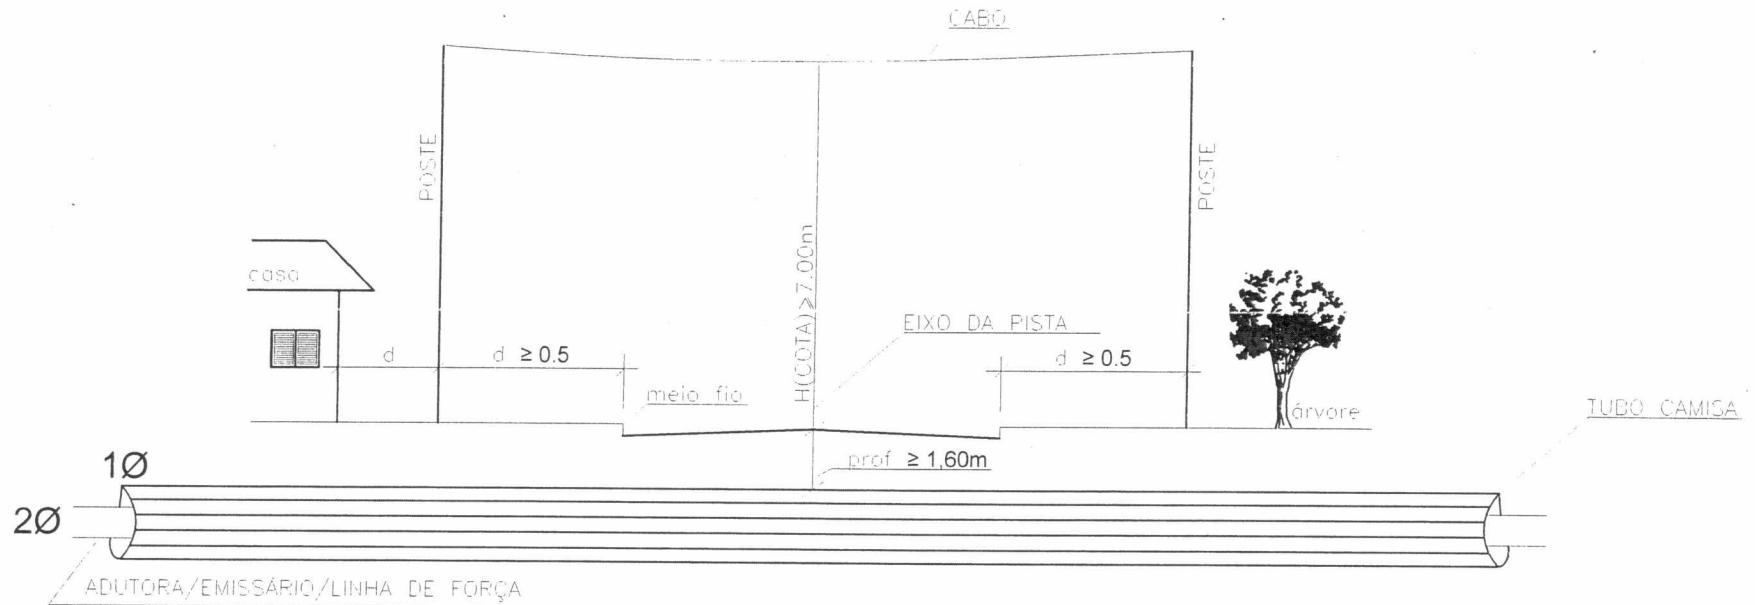 CABO
POSTE
POSTE
casa
H(COTA)≥7.00m
EIXO DA PISTA
d
d ≥ 0.5
d ≥ 0.5
meio fio
árvore
TUBO CAMISA
prof ≥ 1,60m
1Ø
2Ø
ADUTORA/EMISSÁRIO/LINHA DE FORÇA